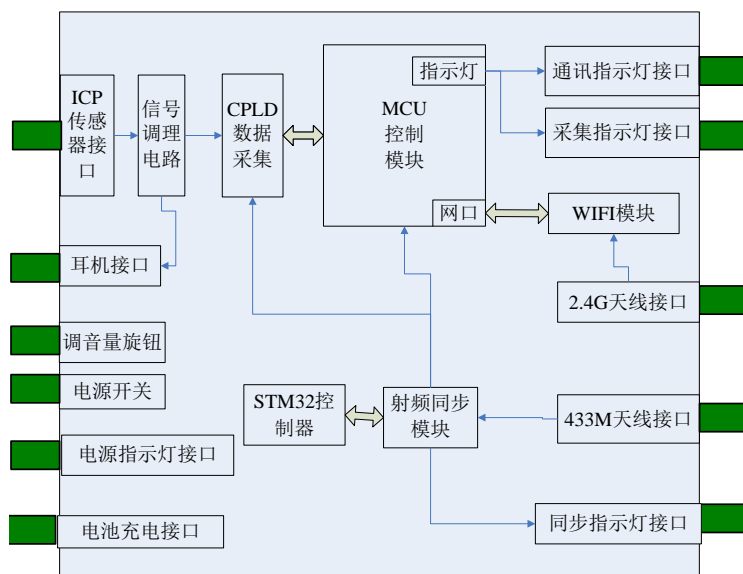 指示灯
通讯指示灯接口
ICP
传感
器接
口
信号
调理
电路
CPLD
数据
采集
MCU
控制
模块
采集指示灯接口
网口
WIFI模块
耳机接口
2.4G天线接口
调音量旋钮
电源开关
STM32控
制器
射频同步
模块
433M天线接口
电源指示灯接口
电池充电接口
同步指示灯接口